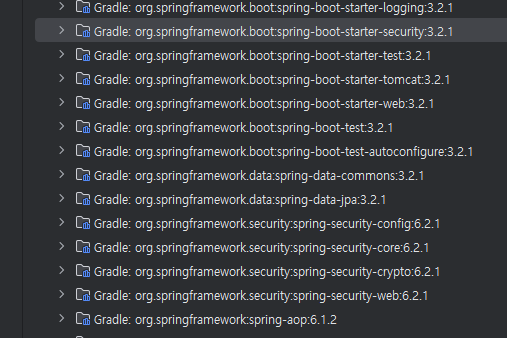 Gradle: org.springframework.boot:spring-boot-starter-logging:3.2.1
Gradle: org.springframework.boot:spring-boot-starter-security:3.2.1
Gradle: org.springframework.boot:spring-boot-starter-test:3.2.1
Gradle: org.springframework.boot:spring-boot-starter-tomcat:3.2.1
Gradle: org.springframework.boot:spring-boot-starter-web:3.2.1
Gradle: org.springframework.boot:spring-boot-test:3.2.1
Gradle: org.springframework.boot:spring-boot-test-autoconfigure:3.2.1
Gradle: org.springframework.data:spring-data-commons:3.2.1
Gradle: org.springframework.data:spring-data-jpa:3.2.1
Gradle: org.springframework.security:spring-security-config:6.2.1
Gradle: org.springframework.security:spring-security-core:6.2.1
Gradle: org.springframework.security:spring-security-crypto:6.2.1
Gradle: org.springframework.security:spring-security-web:6.2.1
Gradle: org.springframework:spring-aop:6.1.2